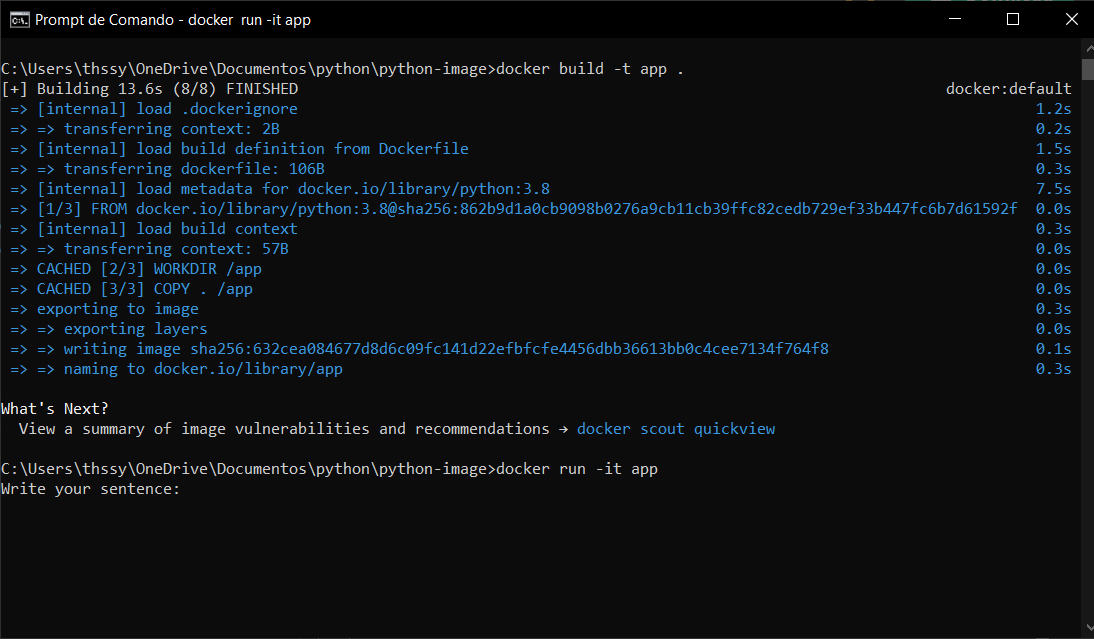 Prompt de Comando - docker  run -it app
C:\Users\thssy\OneDrive\Documentos\python\python-image>docker build -t app .
[+] Building 13.6s (8/8) FINISHED docker:default
=> [internal] load .dockerignore 1.2s
=> => transferring context: 2B 0.2s
=> [internal] load build definition from Dockerfile 1.5s
=> => transferring dockerfile: 106B 0.3s
=> [internal] load metadata for docker.io/library/python:3.8 7.5s
=> [1/3] FROM docker.io/library/python:3.8@sha256:862b9d1a0cb9098b0276a9cb11cb39ffc82cedb729ef33b447fc6b7d61592f 0.0s
=> [internal] load build context 0.3s
=> => transferring context: 57B 0.0s
=> CACHED [2/3] WORKDIR /app 0.0s
=> CACHED [3/3] COPY . /app 0.0s
=> exporting to image 0.3s
=> => exporting layers 0.0s
=> => writing image sha256:632cea084677d8d6c09fc141d22efbfcfe4456dbb36613bb0c4cee7134f764f8 0.1s
=> => naming to docker.io/library/app 0.3s
What's Next?
View a summary of image vulnerabilities and recommendations → docker scout quickview
C:\Users\thssy\OneDrive\Documentos\python\python-image>docker run -it app
Write your sentence: